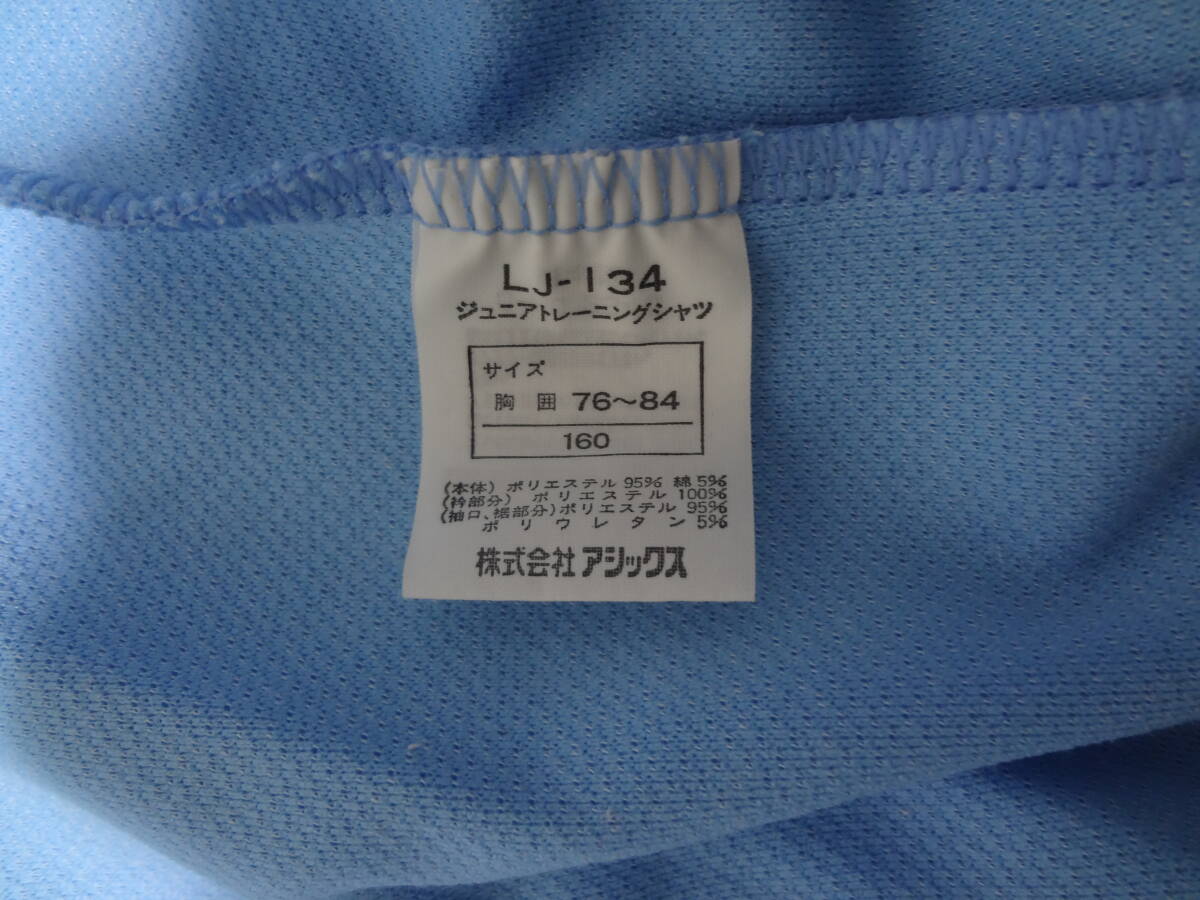 LJ-134
ジュニアトレーニングシャツ
サイズ
胸囲 76～84
160
(本体) ポリエステル 95% 綿 5%
(衿部分) ポリエステル 100%
(袖口、裾部分)ポリエステル 95%
ポリウレタン 5%
株式会社アシックス